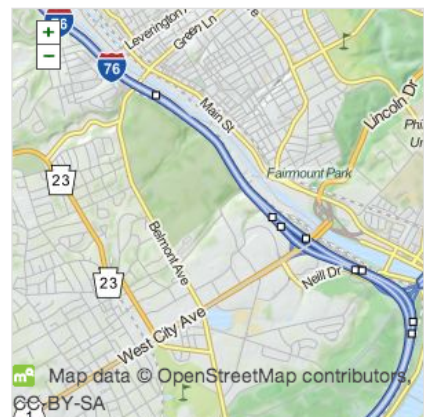 76
+
−
76
Leverington
Green Ln
Main St
Lincoln Dr
Fairmount Park
23
Belmont Ave
23
Neill Dr
West City Ave
m Map data © OpenStreetMap contributors,
CC-BY-SA